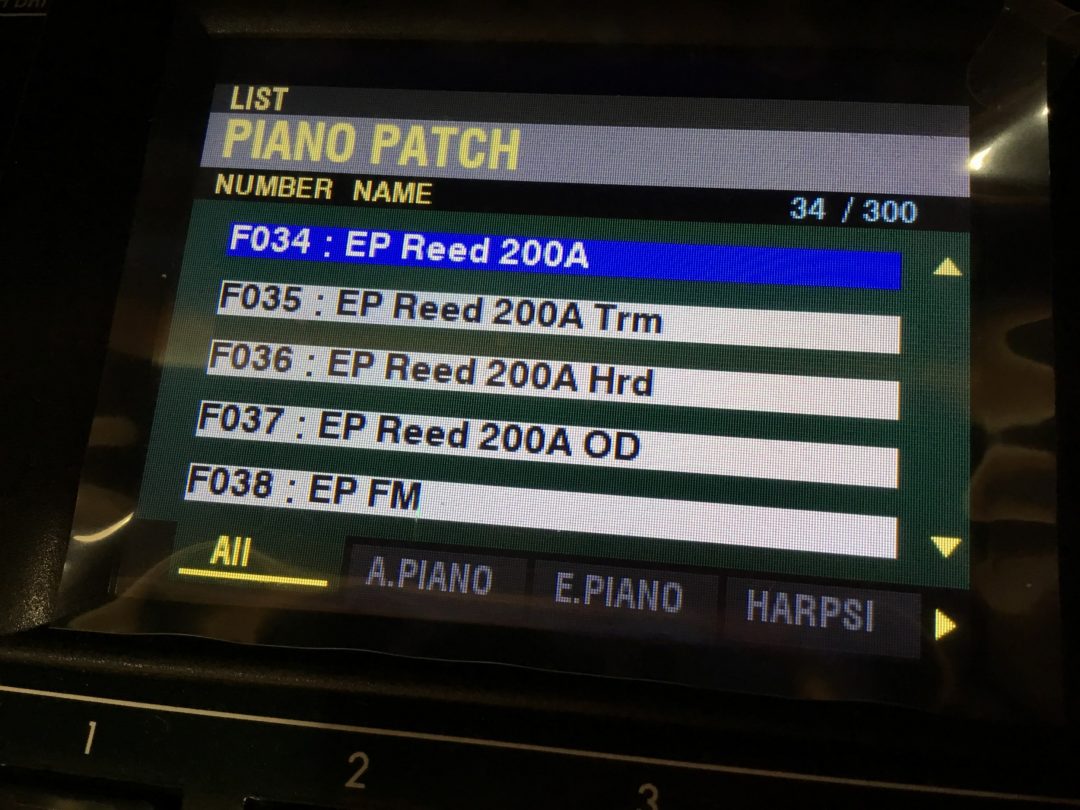 LIST
PIANO PATCH
NUMBER NAME 34 / 300
F034 : EP Reed 200A
F035 : EP Reed 200A Trm
F036 : EP Reed 200A Hrd
F037 : EP Reed 200A OD
F038 : EP FM
All A.PIANO E.PIANO HARPSI
1 2 3